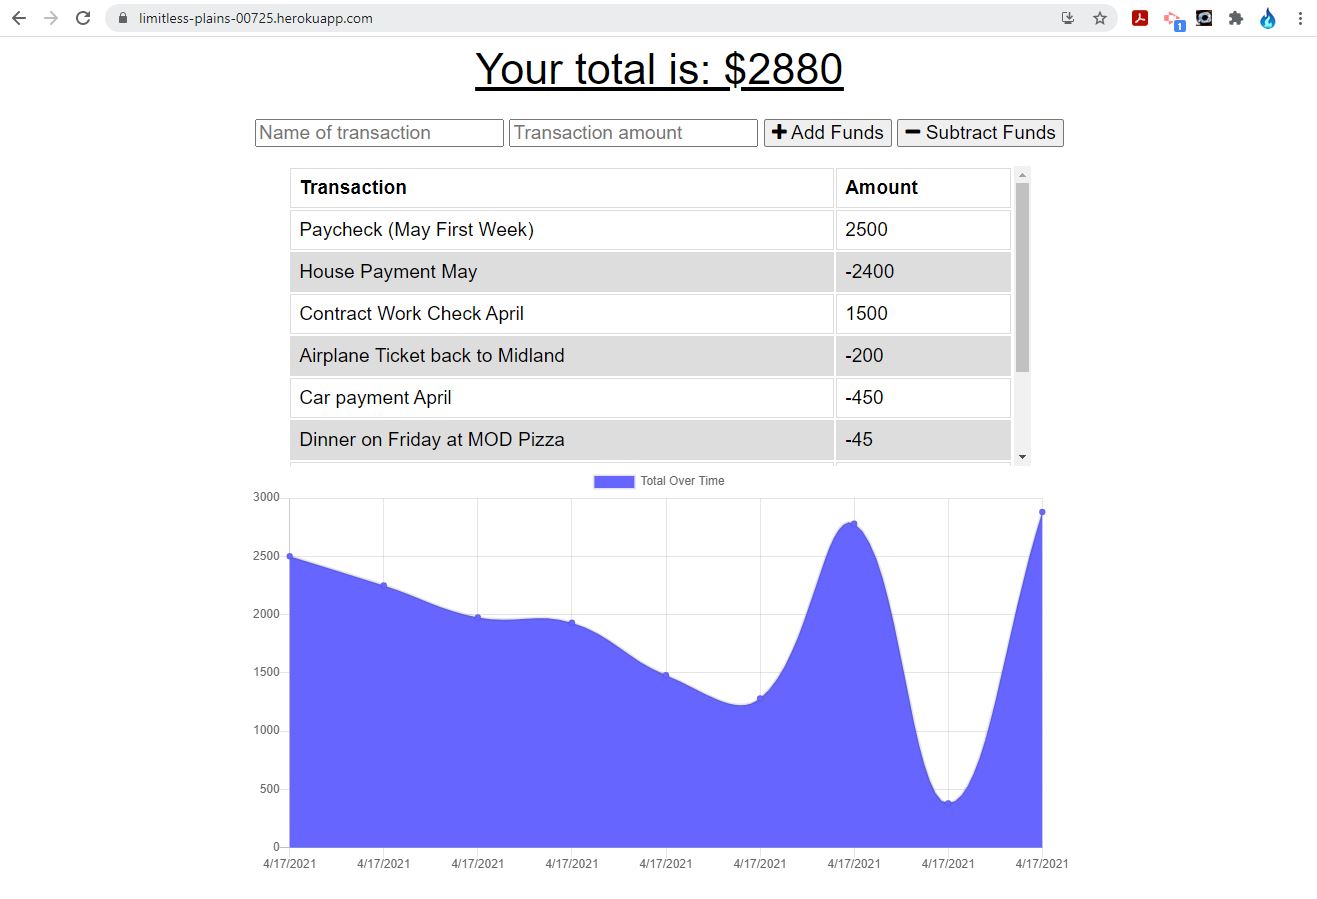 limitless-plains-00725.herokuapp.com
1
Your total is: $2880
Name of transaction Transaction amount Add Funds Subtract Funds
Transaction Amount
Paycheck (May First Week) 2500
House Payment May -2400
Contract Work Check April 1500
Airplane Ticket back to Midland -200
Car payment April -450
Dinner on Friday at MOD Pizza -45
Total Over Time
3000
2500
2000
1500
1000
500
0
4/17/2021 4/17/2021 4/17/2021 4/17/2021 4/17/2021 4/17/2021 4/17/2021 4/17/2021 4/17/2021